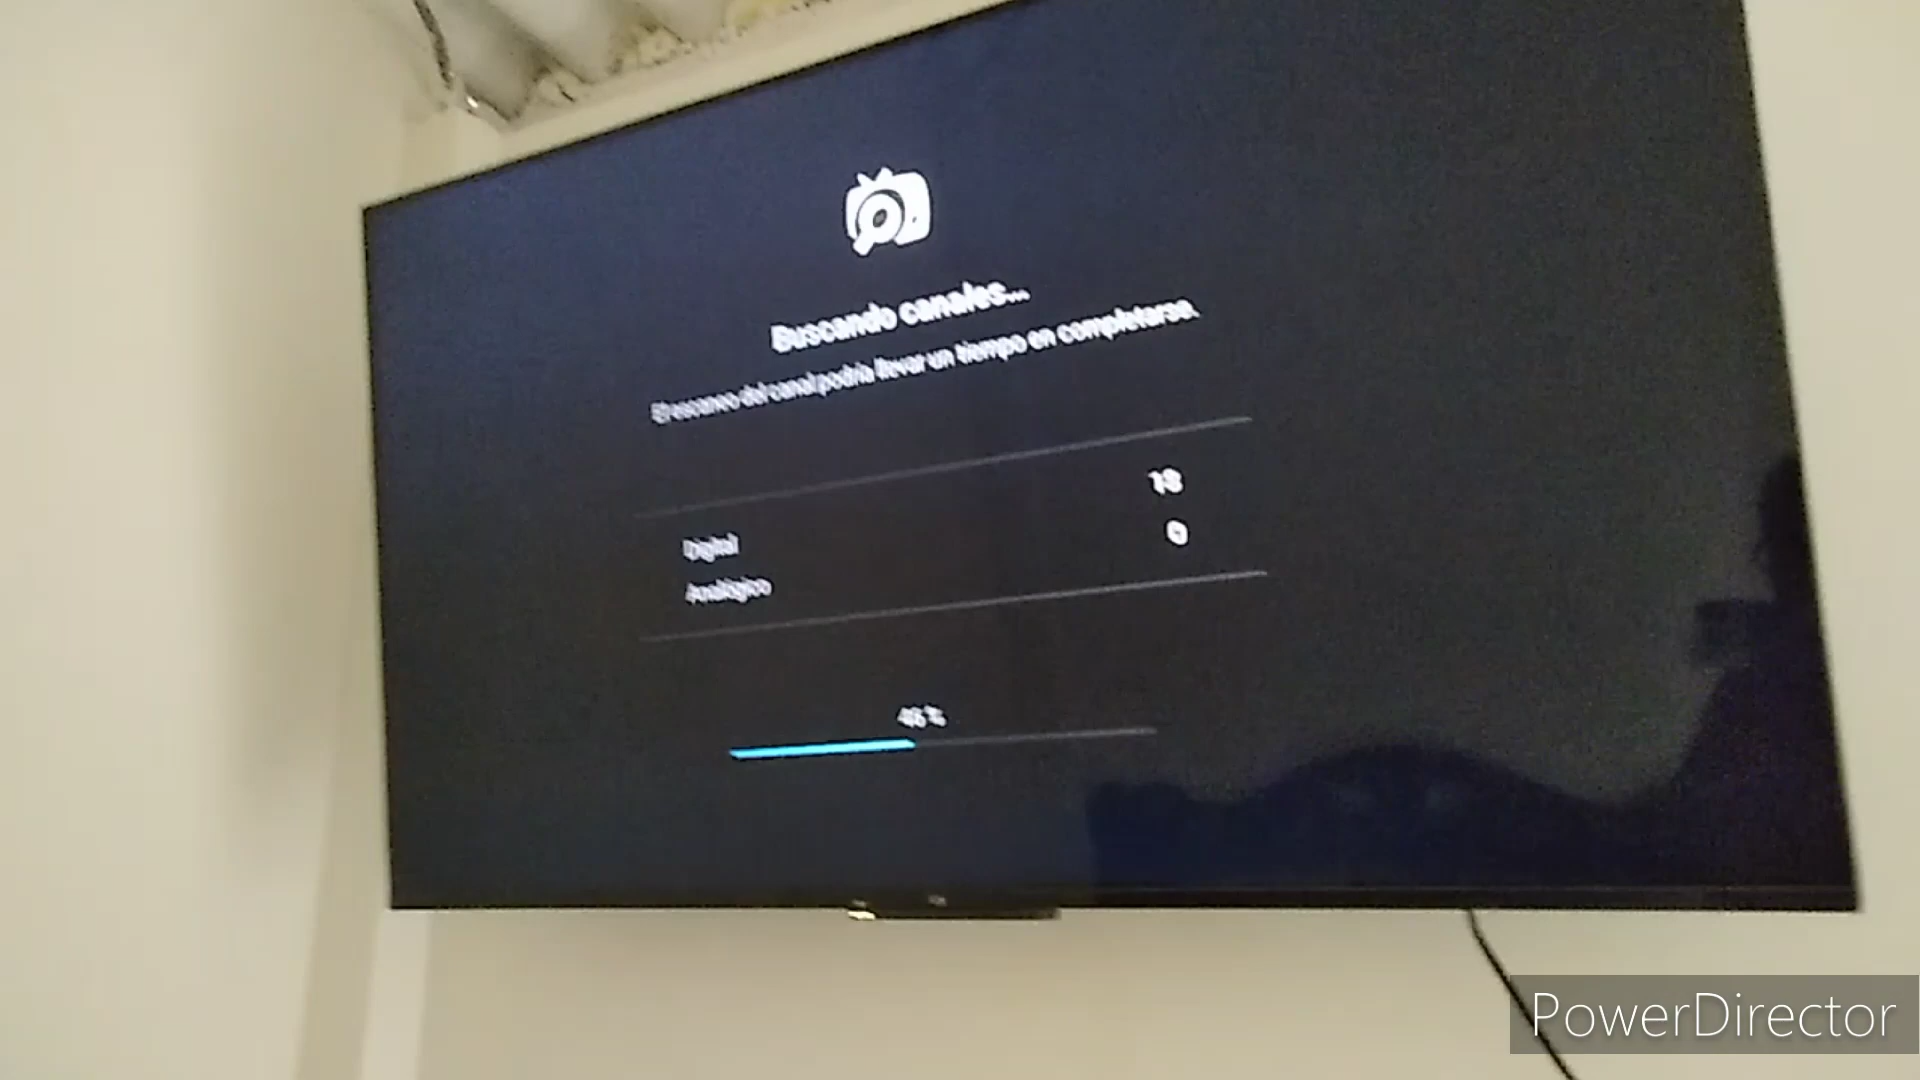 Buscando canales...
El escaneo del canal podría llevar un tiempo en completarse.
Digital 18
Analógico 0
46 %
PowerDirector